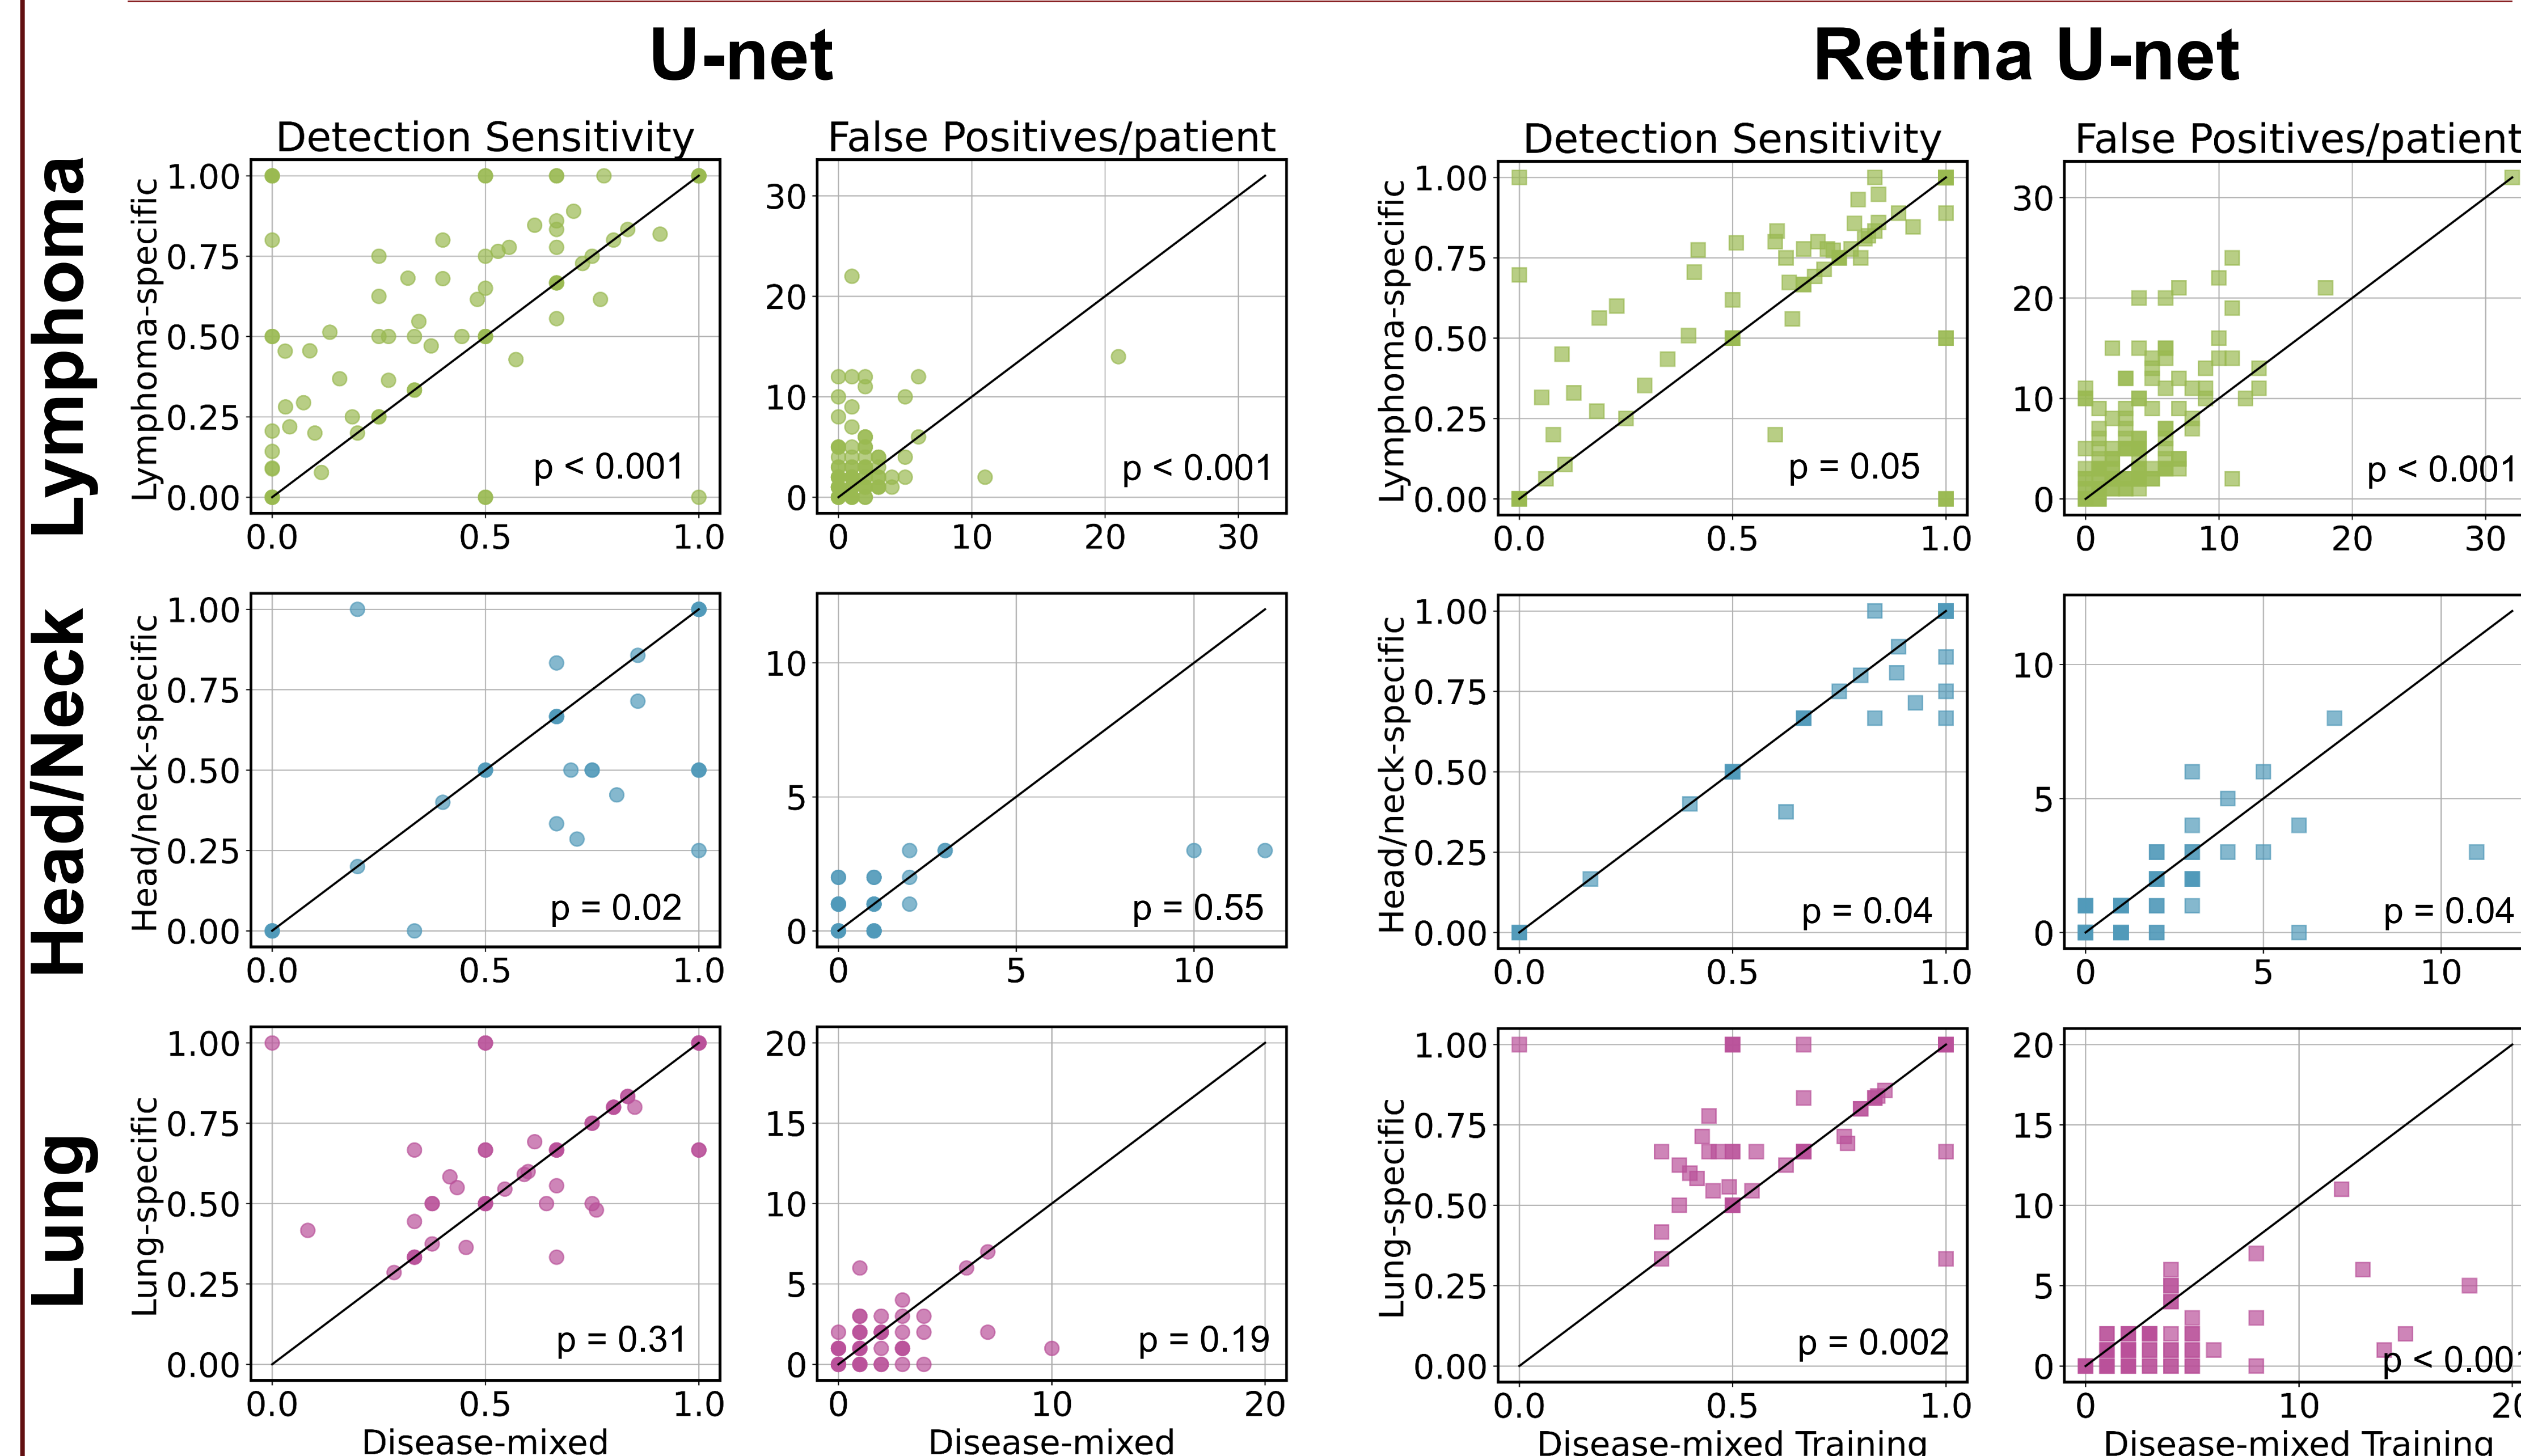 U-net
Retina U-net
Detection Sensitivity
False Positives/patient
Detection Sensitivity
False Positives/patient
Lymphoma
Lymphoma-specific
1.00
0.75
0.50
0.25
0.00
0.0 0.5 1.0
p < 0.001
30
20
10
0
0 10 20 30
p < 0.001
Lymphoma-specific
1.00
0.75
0.50
0.25
0.00
0.0 0.5 1.0
p = 0.05
30
20
10
0
0 10 20 30
p < 0.001
Head/Neck
Head/neck-specific
1.00
0.75
0.50
0.25
0.00
0.0 0.5 1.0
p = 0.02
10
5
0
0 5 10
p = 0.55
Head/neck-specific
1.00
0.75
0.50
0.25
0.00
0.0 0.5 1.0
p = 0.04
10
5
0
0 5 10
p = 0.04
Lung
Lung-specific
1.00
0.75
0.50
0.25
0.00
0.0 0.5 1.0
p = 0.31
Disease-mixed
20
15
10
5
0
0 10 20
p = 0.19
Disease-mixed
Lung-specific
1.00
0.75
0.50
0.25
0.00
0.0 0.5 1.0
p = 0.002
Disease-mixed Training
20
15
10
5
0
0 10 20
p < 0.001
Disease-mixed Training